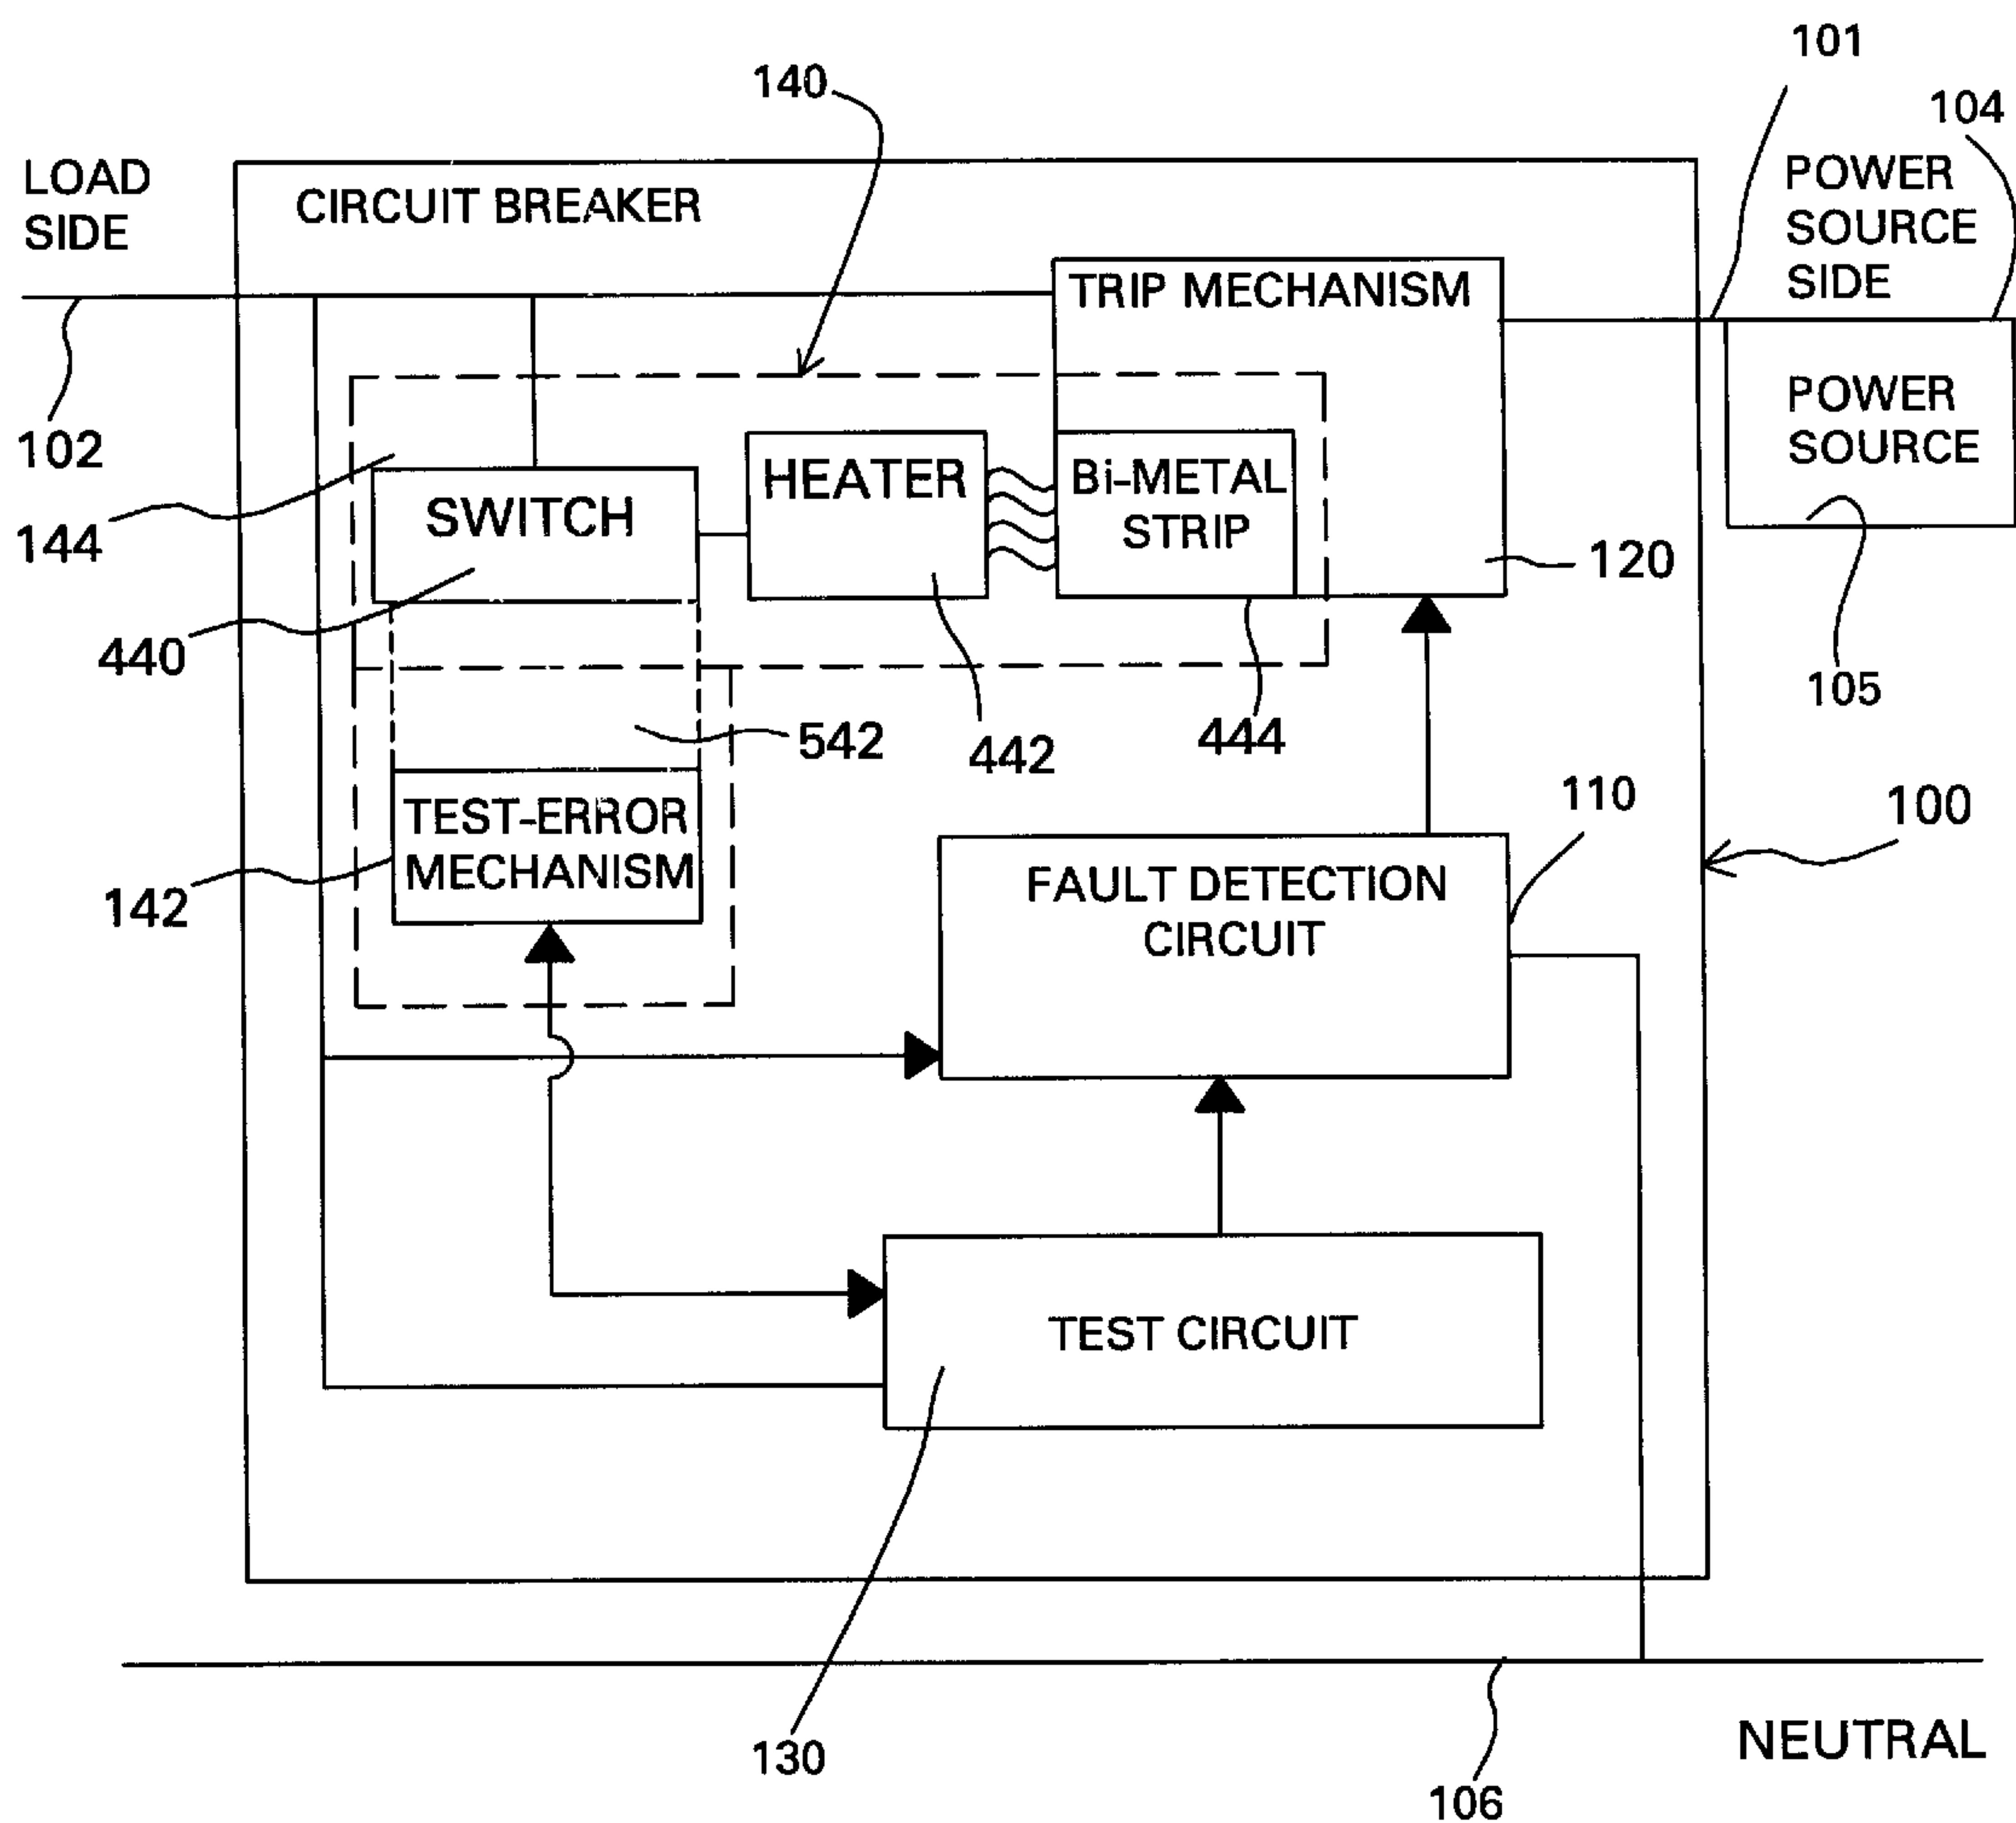 101
140
104
LOAD
SIDE
CIRCUIT BREAKER
POWER
SOURCE
SIDE
TRIP MECHANISM
102
POWER
SOURCE
HEATER
Bi-METAL
STRIP
SWITCH
144
120
440
105
542
442
444
TEST-ERROR
MECHANISM
110
100
142
FAULT DETECTION
CIRCUIT
TEST CIRCUIT
130
106
NEUTRAL